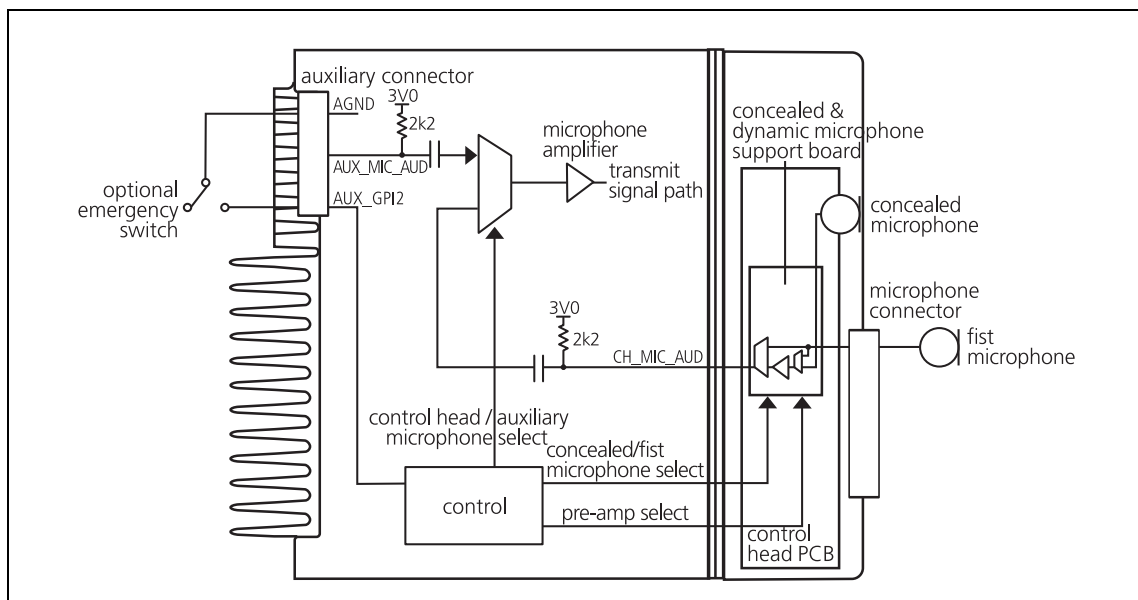 auxiliary connector
AGND
3V0
2k2
AUX_MIC_AUD
AUX_GPI2
optional
emergency
switch
microphone
amplifier
transmit
signal path
concealed &
dynamic microphone
support board
concealed
microphone
microphone
connector
fist
microphone
3V0
2k2
CH_MIC_AUD
control head / auxiliary
microphone select
concealed/fist
microphone select
control
pre-amp select
control
head PCB